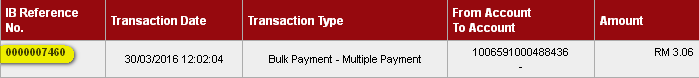 IB Reference No.
Transaction Date
Transaction Type
From Account
To Account
Amount
0000007460
30/03/2016 12:02:04
Bulk Payment - Multiple Payment
1006591000488436
-
RM 3.06